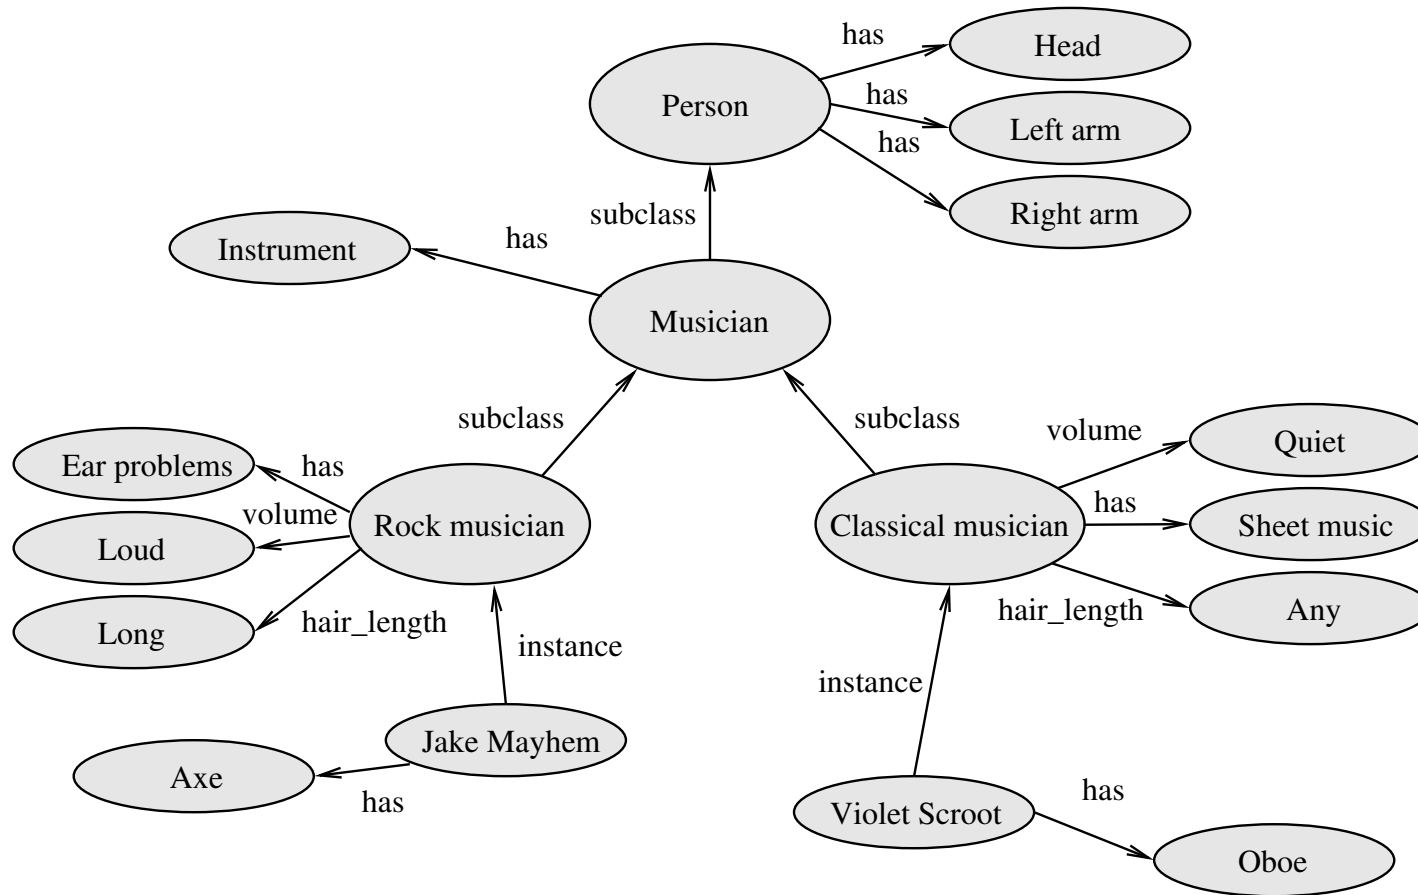 has
Head
Person
has
Left arm
has
Right arm
subclass
has
Instrument
Musician
subclass
subclass
volume
Quiet
Ear problems
has
has
volume
Rock musician
Classical musician
Sheet music
Loud
hair_length
Any
Long
hair_length
instance
instance
Jake Mayhem
Axe
has
Violet Scroot
has
Oboe